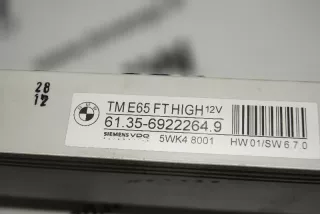 28
12
TM E65 FT HIGH 12V
61.35-6922264.9
SIEMENS VDO 5WK4 8001 HW 01/SW 6 7 0